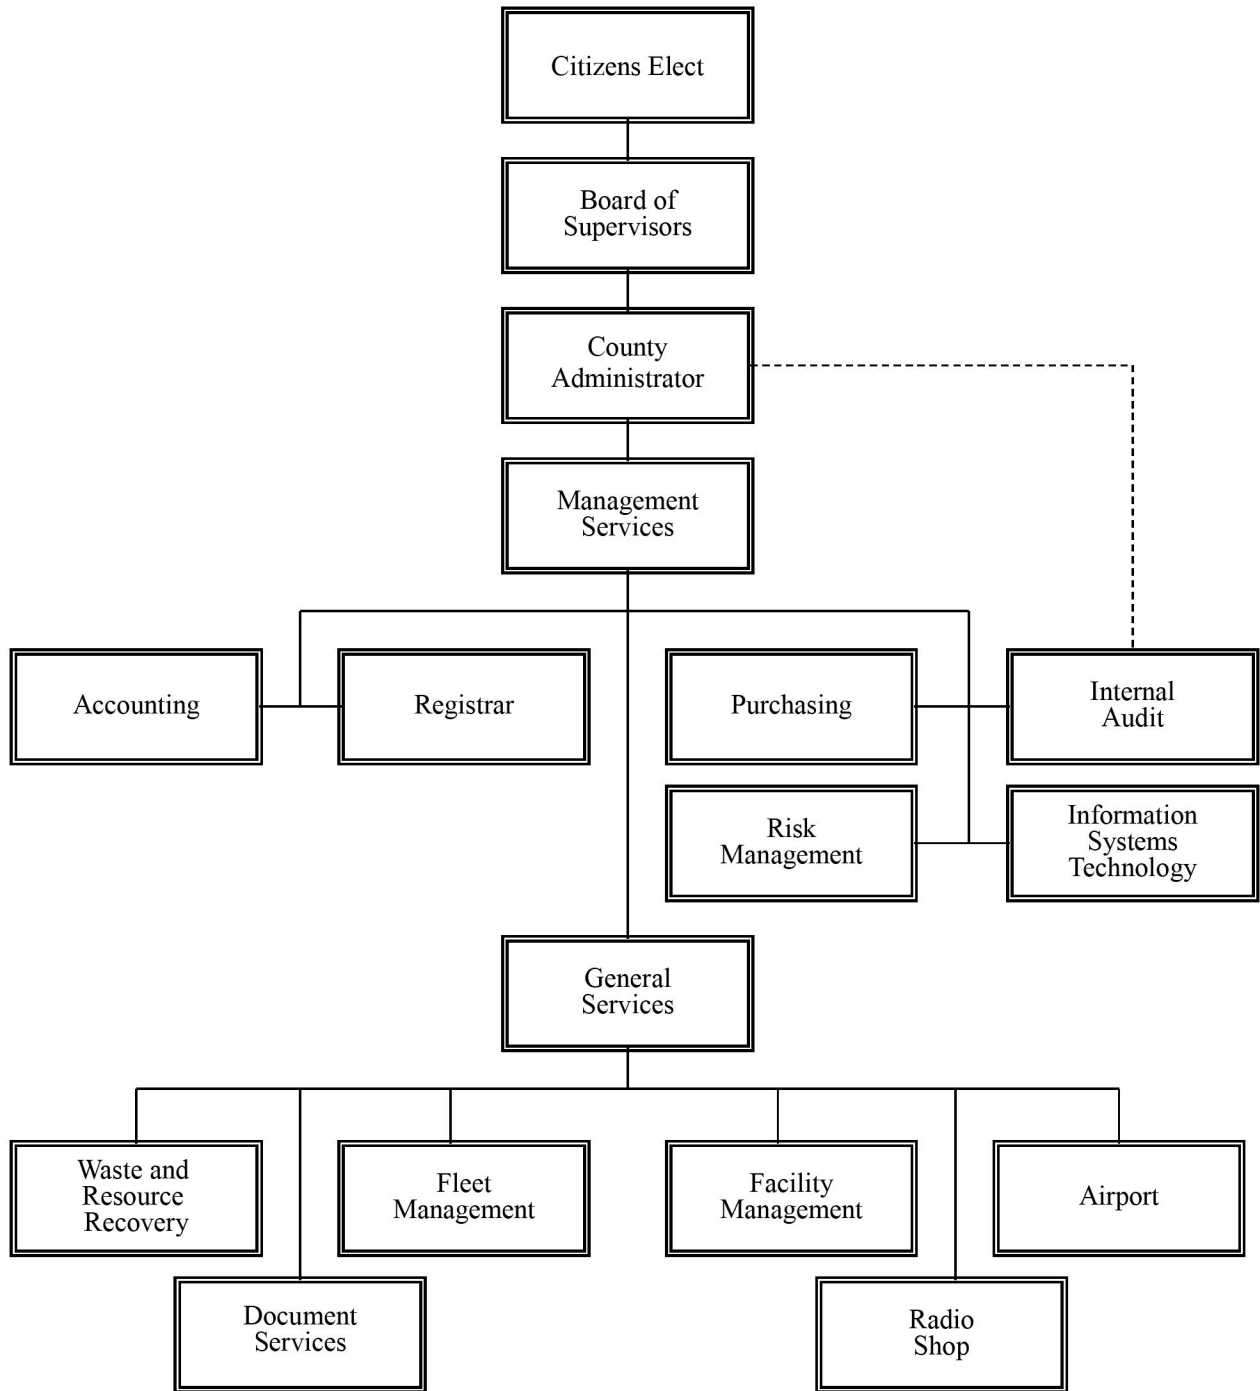 Citizens Elect
Board of
Supervisors
County
Administrator
Management
Services
Accounting
Registrar
Purchasing
Internal
Audit
Risk
Management
Information
Systems
Technology
General
Services
Waste and
Resource
Recovery
Fleet
Management
Facility
Management
Airport
Document
Services
Radio
Shop